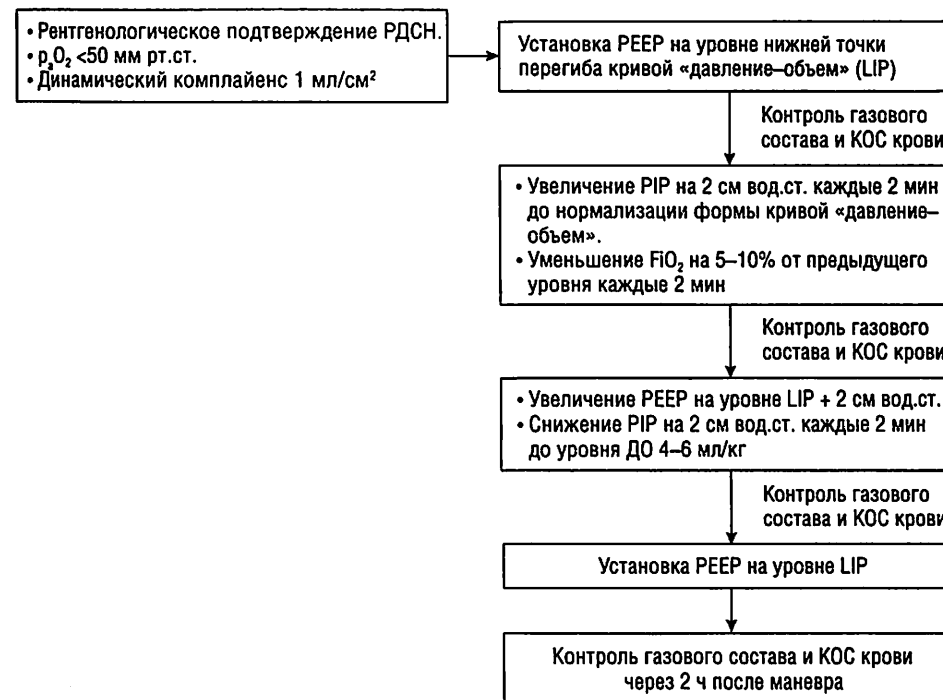 • Рентгенологическое подтверждение РДСН.
• pₐO₂ <50 мм рт.ст.
• Динамический комплайенс 1 мл/см²
Установка PEEP на уровне нижней точки
перегиба кривой «давление–объем» (LIP)
Контроль газового
состава и КОС крови
• Увеличение PIP на 2 см вод.ст. каждые 2 мин
до нормализации формы кривой «давление–
объем».
• Уменьшение FiO₂ на 5–10% от предыдущего
уровня каждые 2 мин
Контроль газового
состава и КОС крови
• Увеличение PEEP на уровне LIP + 2 см вод.ст.
• Снижение PIP на 2 см вод.ст. каждые 2 мин
до уровня ДО 4–6 мл/кг
Контроль газового
состава и КОС крови
Установка PEEP на уровне LIP
Контроль газового состава и КОС крови
через 2 ч после маневра